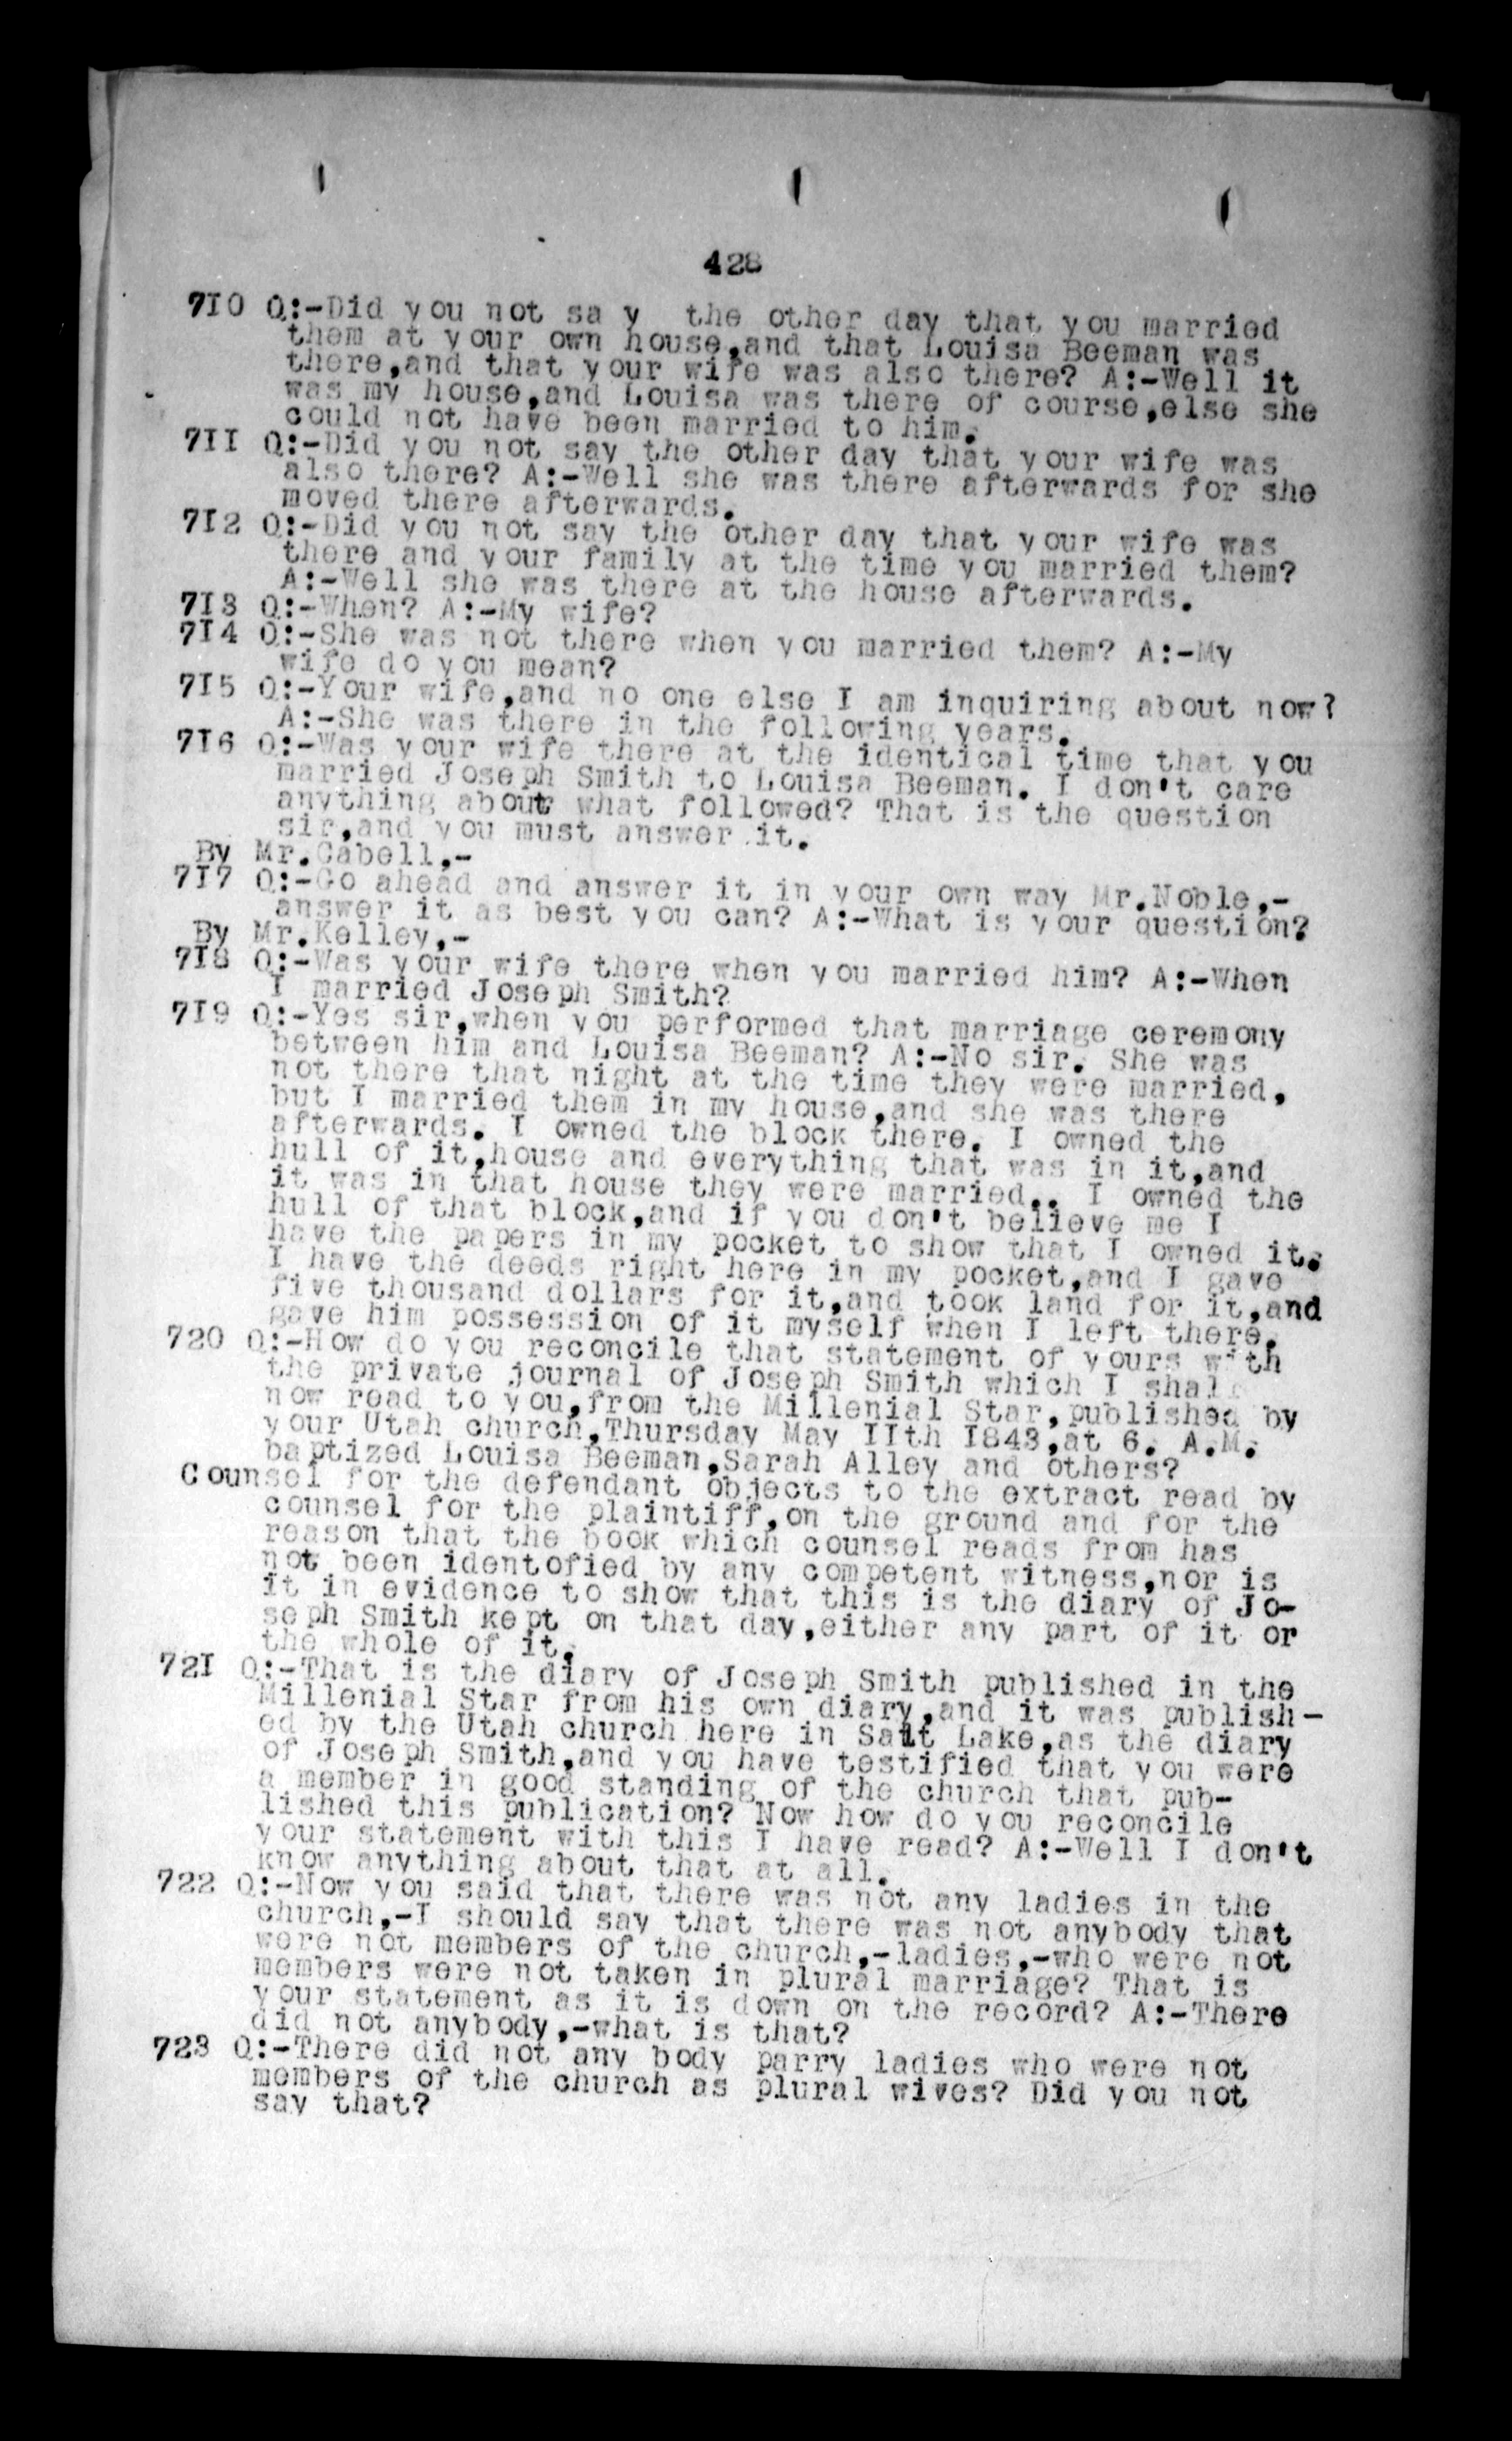 428
710 Q:-Did you not sa y the other day that you married
them at your own house,and that Louisa Beeman was
there,and that your wife was also there? A:-Well it
was my house,and Louisa was there of course,else she
could not have been married to him.
711 Q:-Did you not say the other day that your wife was
also there? A:-Well she was there afterwards for she
moved there afterwards.
712 Q:-Did you not say the other day that your wife was
there and your family at the time you married them?
A:-Well she was there at the house afterwards.
713 Q:-When? A:-My wife?
714 Q:-She was not there when you married them? A:-My
wife do you mean?
715 Q:-Your wife,and no one else I am inquiring about now?
A:-She was there in the following years.
716 Q:-Was your wife there at the identical time that you
married Joseph Smith to Louisa Beeman. I don't care
anything about what followed? That is the question
sir,and you must answer it.
By Mr.Cabell,-
717 Q:-Go ahead and answer it in your own way Mr.Noble,-
answer it as best you can? A:-What is your question?
By Mr.Kelley,-
718 Q:-Was your wife there when you married him? A:-When
I married Joseph Smith?
719 Q:-Yes sir,when you performed that marriage ceremony
between him and Louisa Beeman? A:-No sir. She was
not there that night at the time they were married,
but I married them in my house,and she was there
afterwards. I owned the block there. I owned the
hull of it,house and everything that was in it,and
it was in that house they were married.. I owned the
hull of that block,and if you don't believe me I
have the papers in my pocket to show that I owned it.
I have the deeds right here in my pocket,and I gave
five thousand dollars for it,and took land for it,and
gave him possession of it myself when I left there.
720 Q:-How do you reconcile that statement of yours with
the private journal of Joseph Smith which I shall
now read to you,from the Millenial Star,published by
your Utah church,Thursday May 11th 1843,at 6. A.M.
baptized Louisa Beeman,Sarah Alley and others?
Counsel for the defendant objects to the extract read by
counsel for the plaintiff,on the ground and for the
reason that the book which counsel reads from has
not been identofied by any competent witness,nor is
it in evidence to show that this is the diary of Jo-
seph Smith kept on that day,either any part of it or
the whole of it.
721 Q:-That is the diary of Joseph Smith published in the
Millenial Star from his own diary,and it was publish-
ed by the Utah church here in Salt Lake,as the diary
of Joseph Smith,and you have testified that you were
a member in good standing of the church that pub-
lished this publication? Now how do you reconcile
your statement with this I have read? A:-Well I don't
know anything about that at all.
722 Q:-Now you said that there was not any ladies in the
church,-I should say that there was not anybody that
were not members of the church,-ladies,-who were not
members were not taken in plural marriage? That is
your statement as it is down on the record? A:-There
did not anybody,-what is that?
723 Q:-There did not any body parry ladies who were not
members of the church as plural wives? Did you not
say that?